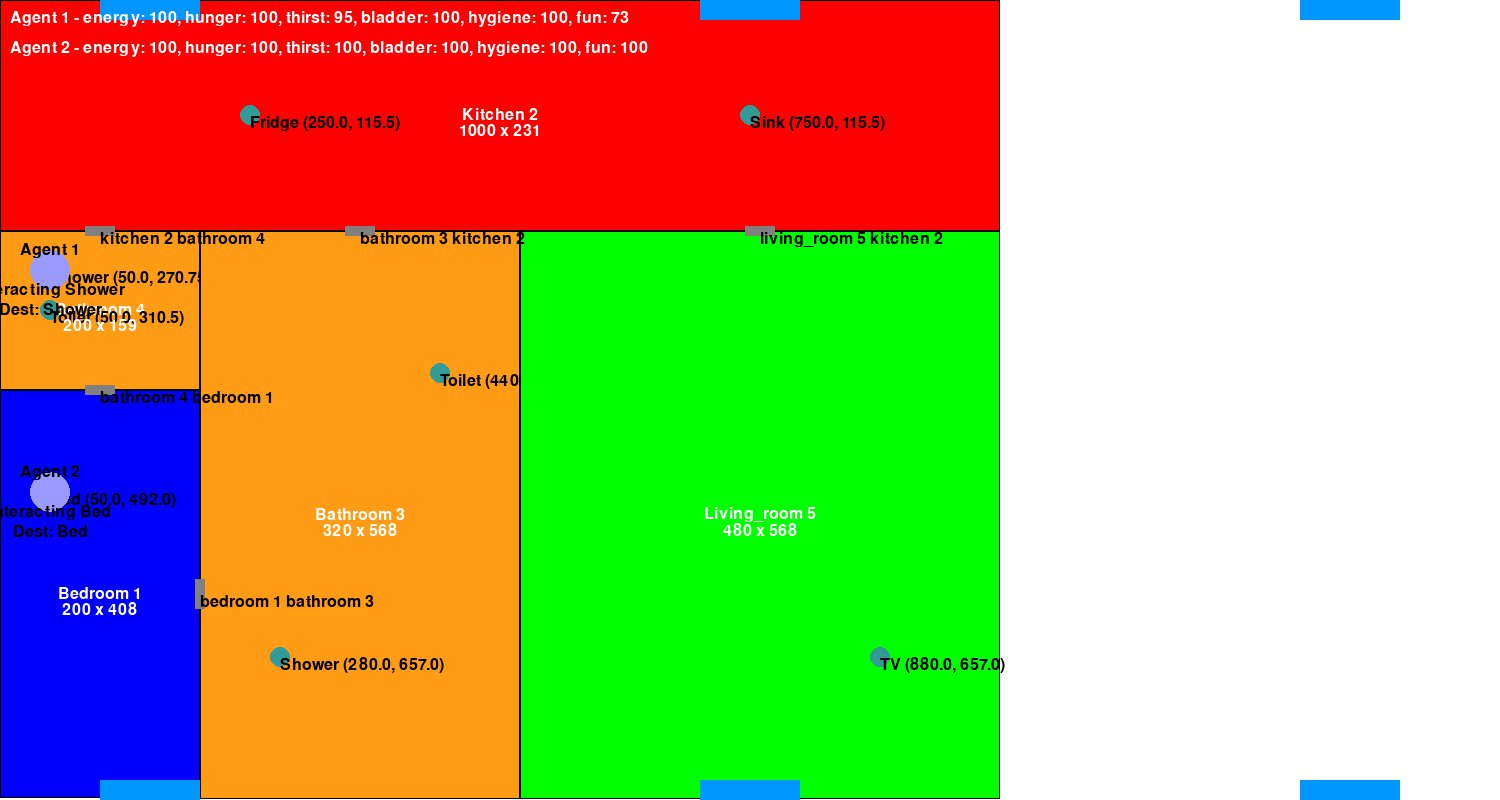 Agent 1 - energy: 100, hunger: 100, thirst: 95, bladder: 100, hygiene: 100, fun: 73
Agent 2 - energy: 100, hunger: 100, thirst: 100, bladder: 100, hygiene: 100, fun: 100
Fridge (250.0, 115.5)
Kitchen 2
1000 x 231
Sink (750.0, 115.5)
kitchen 2 bathroom 4
bathroom 3 kitchen 2
living_room 5 kitchen 2
Agent 1
ower (50.0, 270.75
eracting Shower
Dest: Shower
Bathroom 4
Toilet (50.0, 310.5)
200 x 159
Toilet (440
bathroom 4 bedroom 1
Agent 2
d (50.0, 492.0)
nteracting Bed
Dest: Bed
Bathroom 3
320 x 568
Living_room 5
480 x 568
Bedroom 1
200 x 408
bedroom 1 bathroom 3
Shower (280.0, 657.0)
TV (880.0, 657.0)